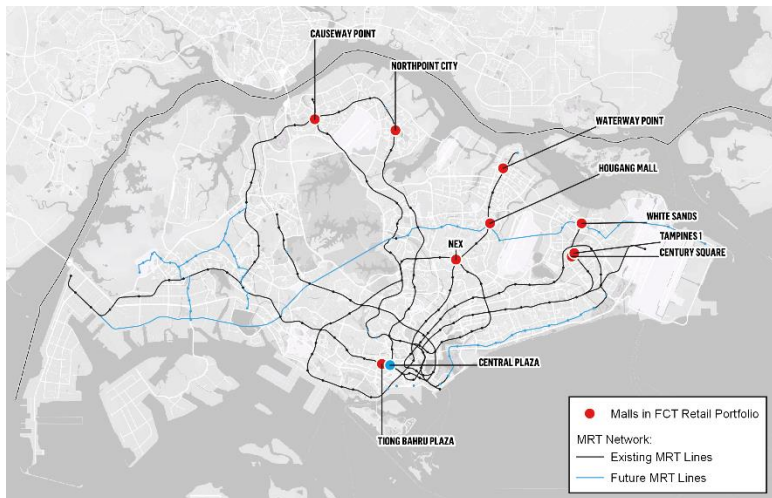 CAUSEWAY POINT
NORTHPOINT CITY
WATERWAY POINT
HOUGANG MALL
WHITE SANDS
TAMPINES 1
NEX
CENTURY SQUARE
CENTRAL PLAZA
TIONG BAHRU PLAZA
Malls in FCT Retail Portfolio
MRT Network:
Existing MRT Lines
Future MRT Lines